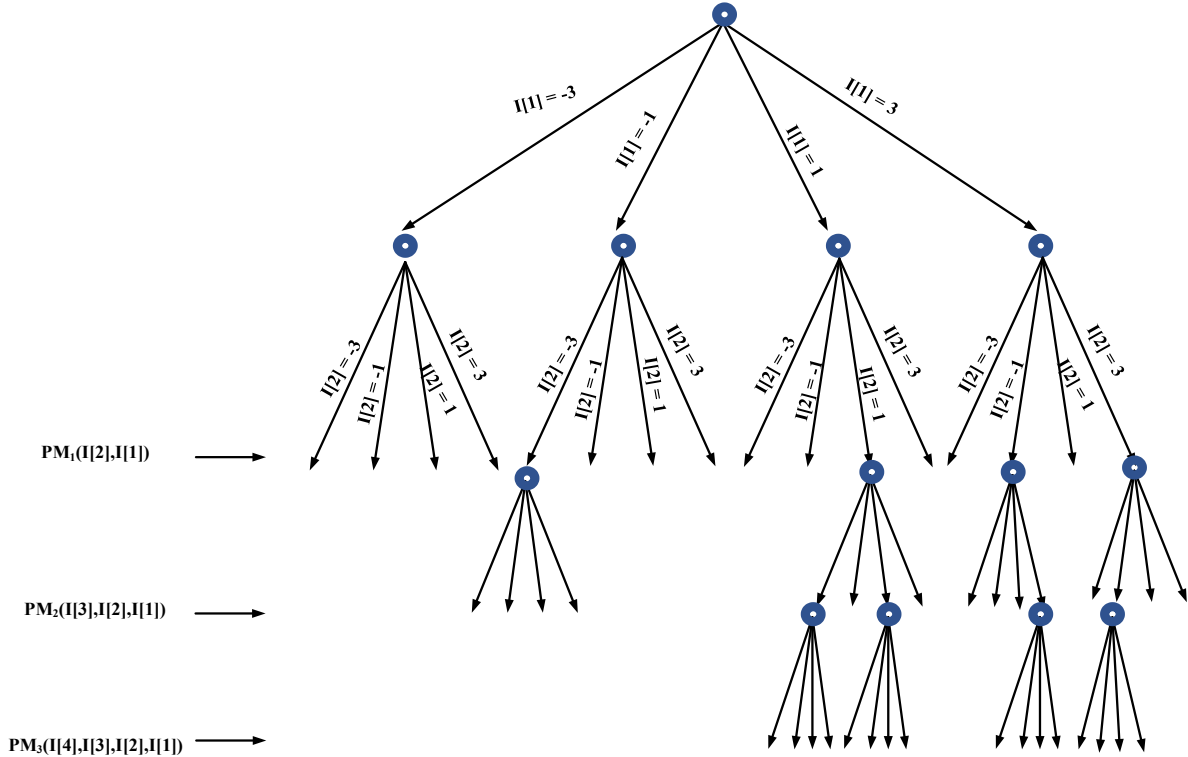 I[1] = -3
I[1] = -1
I[1] = 1
I[1] = 3
I[2] = -3
I[2] = -1
I[2] = 1
I[2] = 3
I[2] = -3
I[2] = -1
I[2] = 1
I[2] = 3
I[2] = -3
I[2] = -1
I[2] = 1
I[2] = 3
I[2] = -3
I[2] = -1
I[2] = 1
I[2] = 3
PM₁(I[2],I[1])
PM₂(I[3],I[2],I[1])
PM₃(I[4],I[3],I[2],I[1])